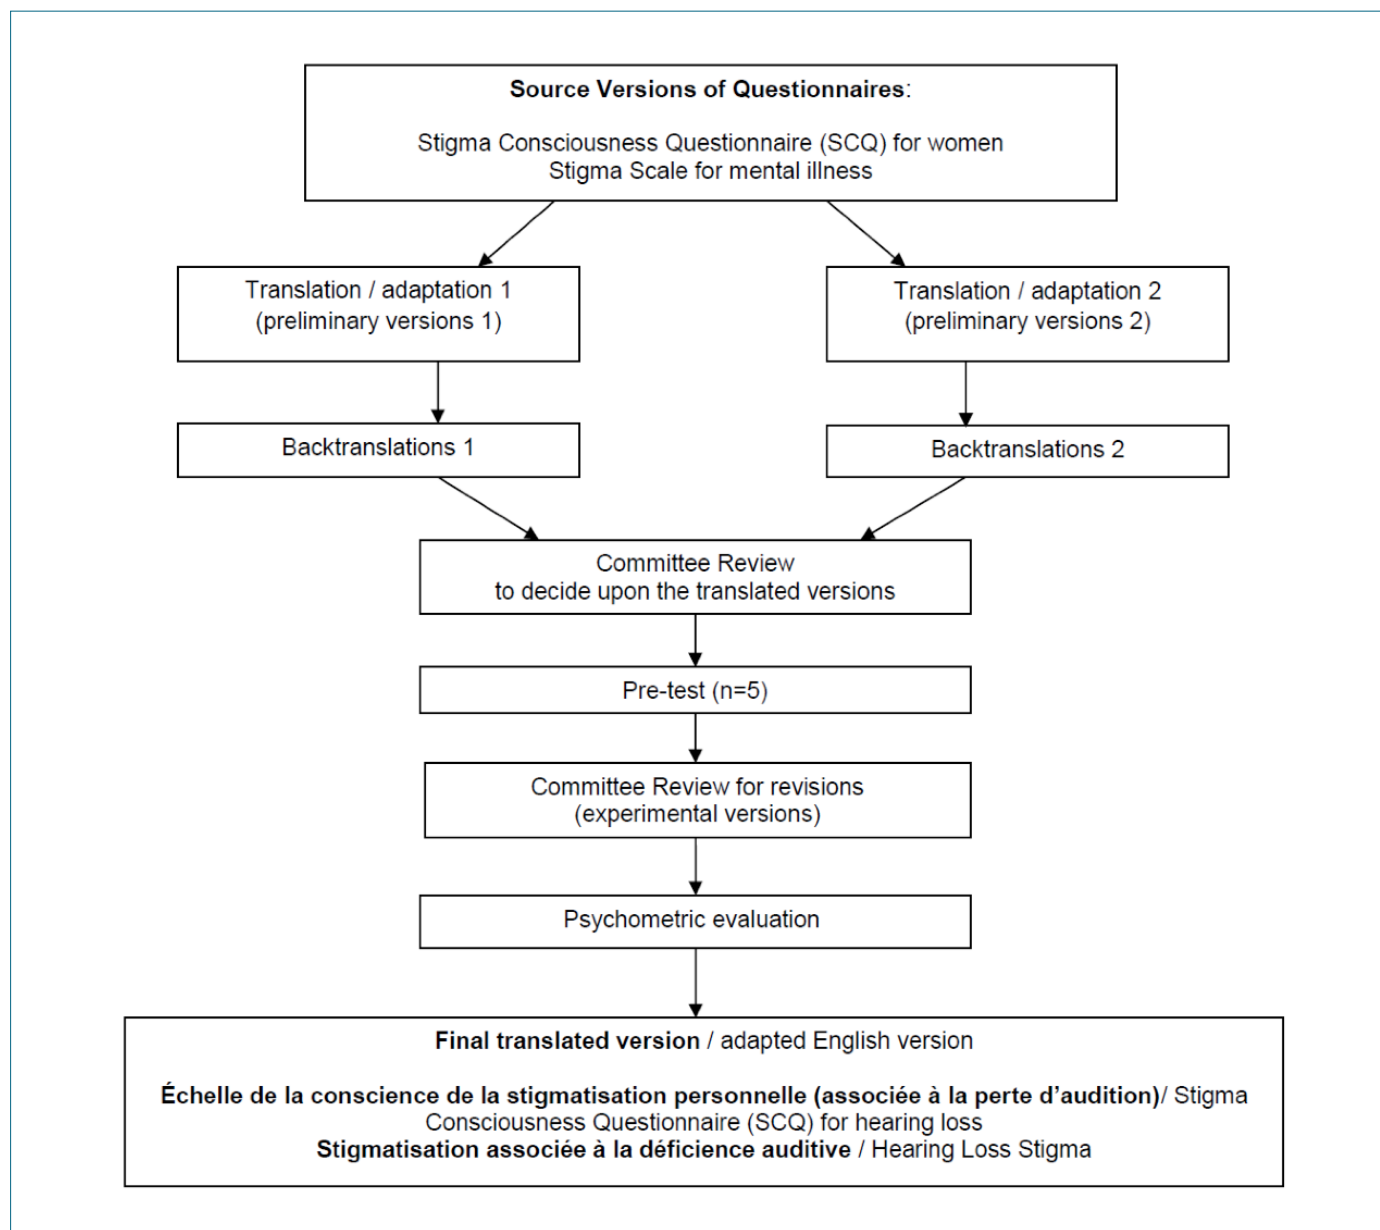 Source Versions of Questionnaires:
Stigma Consciousness Questionnaire (SCQ) for women
Stigma Scale for mental illness
Translation / adaptation 1
(preliminary versions 1)
Translation / adaptation 2
(preliminary versions 2)
Backtranslations 1
Backtranslations 2
Committee Review
to decide upon the translated versions
Pre-test (n=5)
Committee Review for revisions
(experimental versions)
Psychometric evaluation
Final translated version / adapted English version
Échelle de la conscience de la stigmatisation personnelle (associée à la perte d’audition)/ Stigma
Consciousness Questionnaire (SCQ) for hearing loss
Stigmatisation associée à la déficience auditive / Hearing Loss Stigma